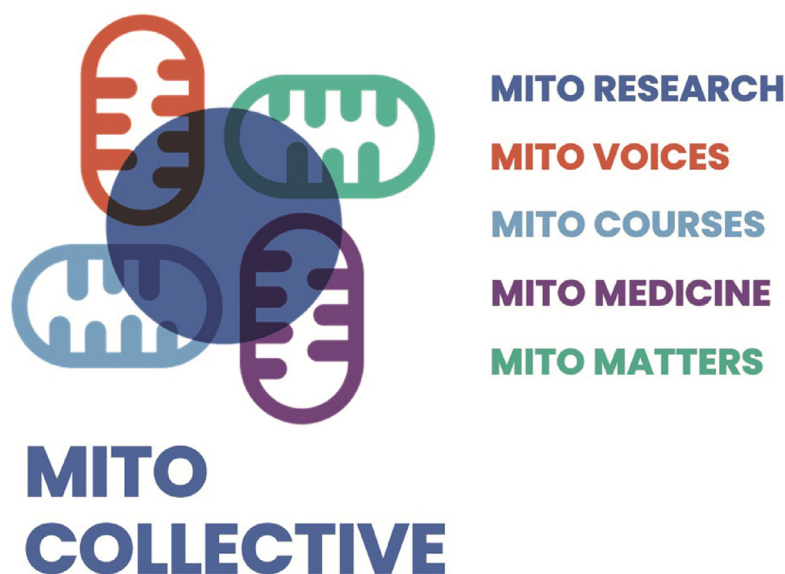 MITO RESEARCH
MITO VOICES
MITO COURSES
MITO MEDICINE
MITO MATTERS
MITO
COLLECTIVE